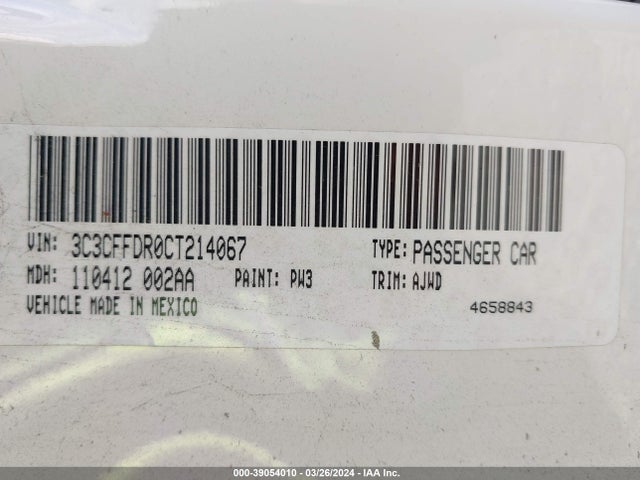 VIN: 3C3CFFDR0CT214067 TYPE: PASSENGER CAR
MDH: 110412 002AA PAINT: PW3 TRIM: AJWD
VEHICLE MADE IN MEXICO 4658843
000-39054010 | 03/26/2024 | IAA Inc.